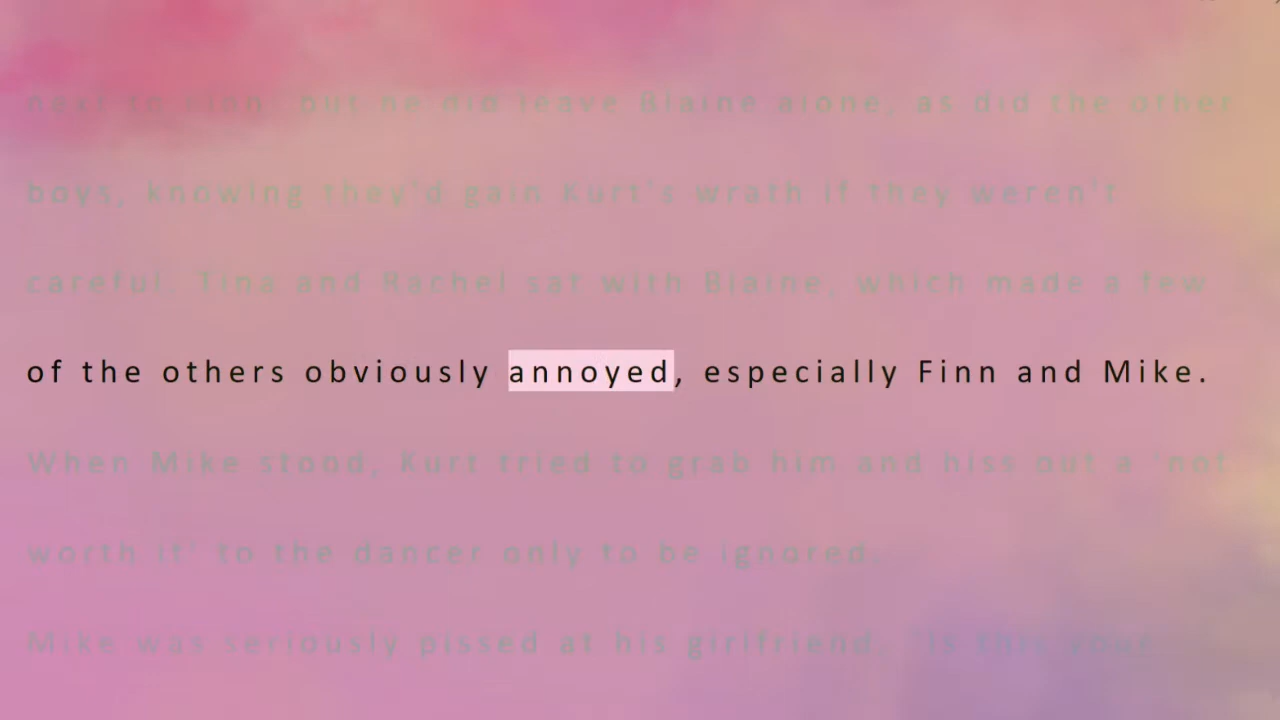 next to Finn, but he did leave Blaine alone, as did the other
boys, knowing they'd gain Kurt's wrath if they weren't
careful. Tina and Rachel sat with Blaine, which made a few
of the others obviously annoyed, especially Finn and Mike.
When Mike stood, Kurt tried to grab him and hiss out a 'not
worth it' to the dancer only to be ignored.
Mike was seriously pissed at his girlfriend. "Is this your